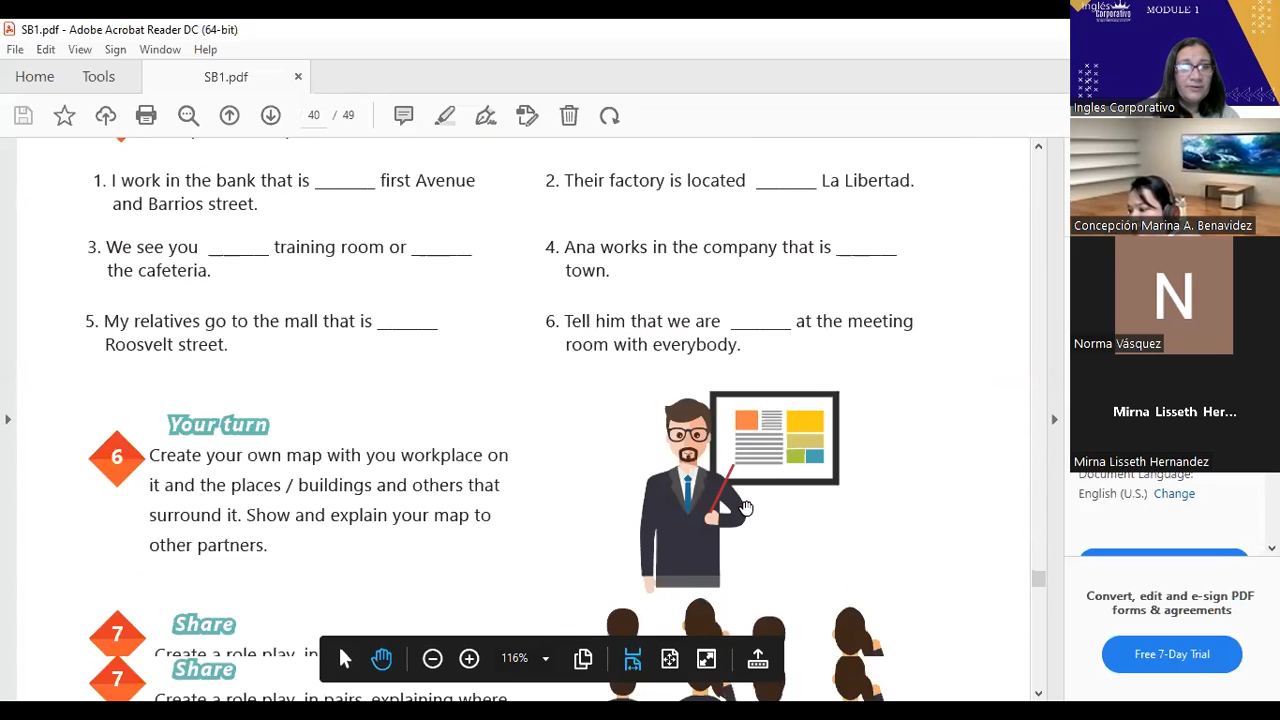 SB1.pdf - Adobe Acrobat Reader DC (64-bit)
File Edit View Sign Window Help
Home Tools SB1.pdf ×
40 / 49
1. I work in the bank that is _______ first Avenue
and Barrios street.
2. Their factory is located _______ La Libertad.
3. We see you _______ training room or _______
the cafeteria.
4. Ana works in the company that is _______
town.
5. My relatives go to the mall that is _______
Roosvelt street.
6. Tell him that we are _______ at the meeting
room with everybody.
Your turn
6
Create your own map with you workplace on
it and the places / buildings and others that
surround it. Show and explain your map to
other partners.
7
Share
Create a role play, in
7
Share
Create a role play, in pairs, explaining where
116%
Inglés
Corporativo
MODULE 1
Ingles Corporativo
Concepción Marina A. Benavidez
N
Norma Vásquez
Mirna Lisseth Her...
Mirna Lisseth Hernandez
Document Language:
English (U.S.) Change
Convert, edit and e-sign PDF
forms & agreements
Free 7-Day Trial